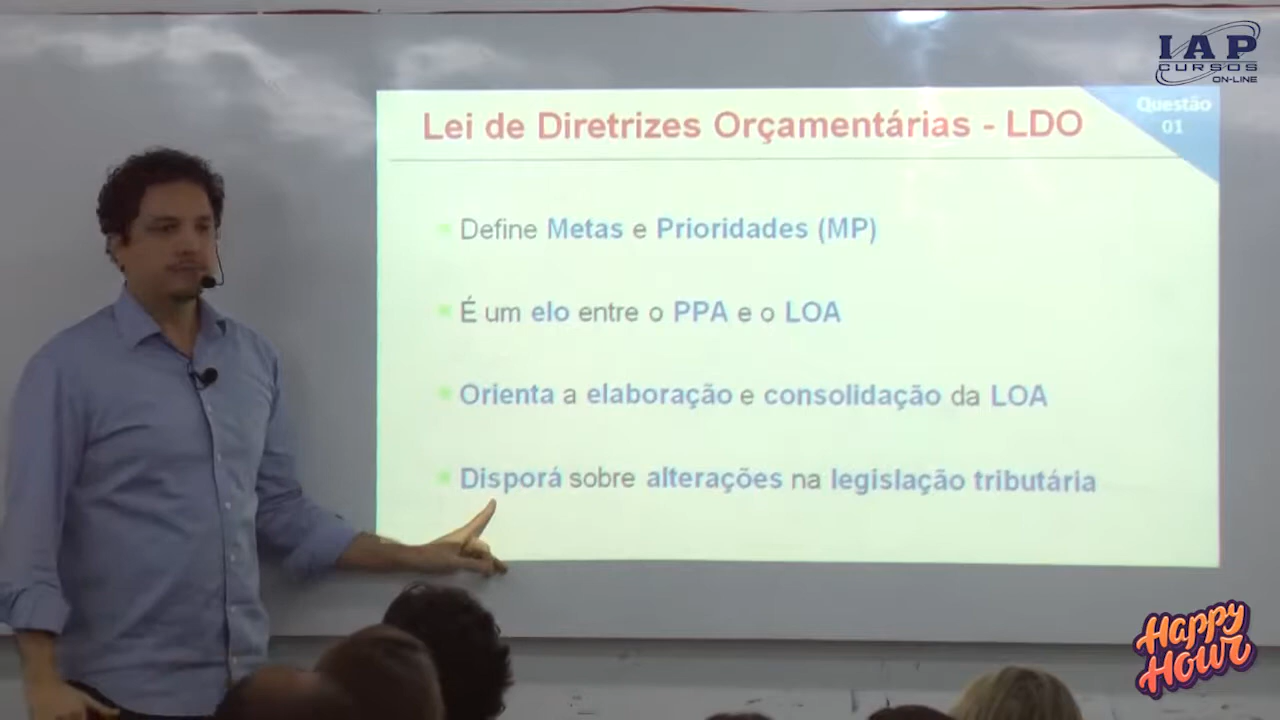 IAP
CURSOS
ON-LINE
Questão
01
Lei de Diretrizes Orçamentárias - LDO
Define Metas e Prioridades (MP)
É um elo entre o PPA e o LOA
Orienta a elaboração e consolidação da LOA
Disporá sobre alterações na legislação tributária
Happy
Hour